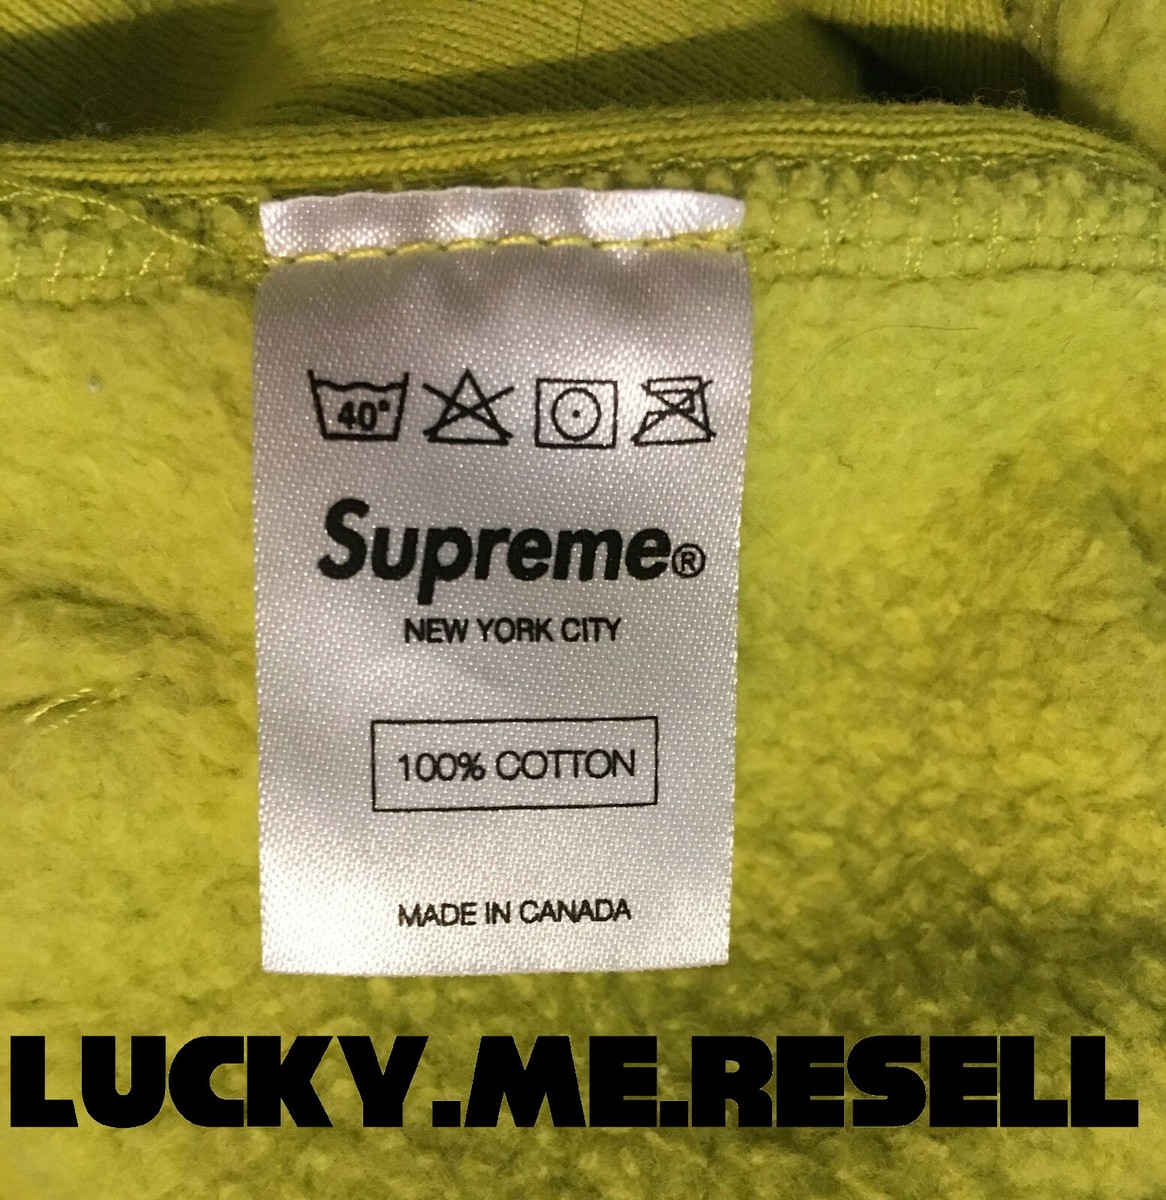 40°
Supreme®
NEW YORK CITY
100% COTTON
MADE IN CANADA
LUCKY.ME.RESELL